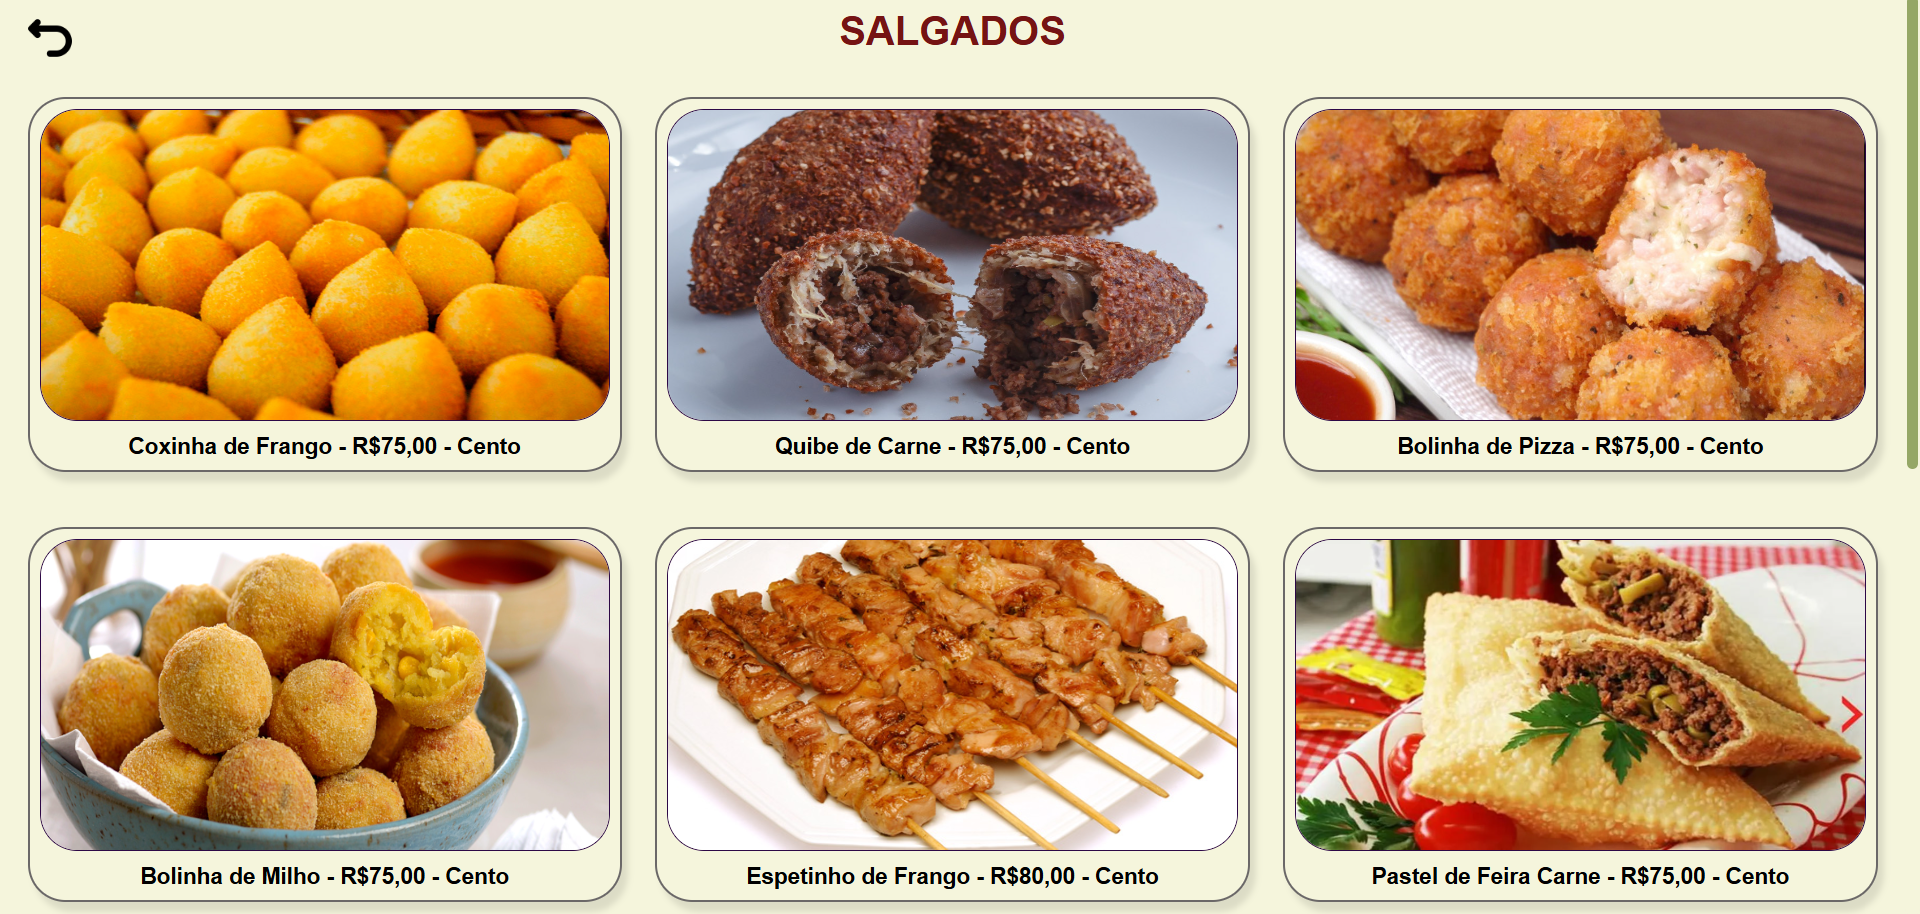 SALGADOS
Coxinha de Frango - R$75,00 - Cento
Quibe de Carne - R$75,00 - Cento
Bolinha de Pizza - R$75,00 - Cento
Bolinha de Milho - R$75,00 - Cento
Espetinho de Frango - R$80,00 - Cento
Pastel de Feira Carne - R$75,00 - Cento